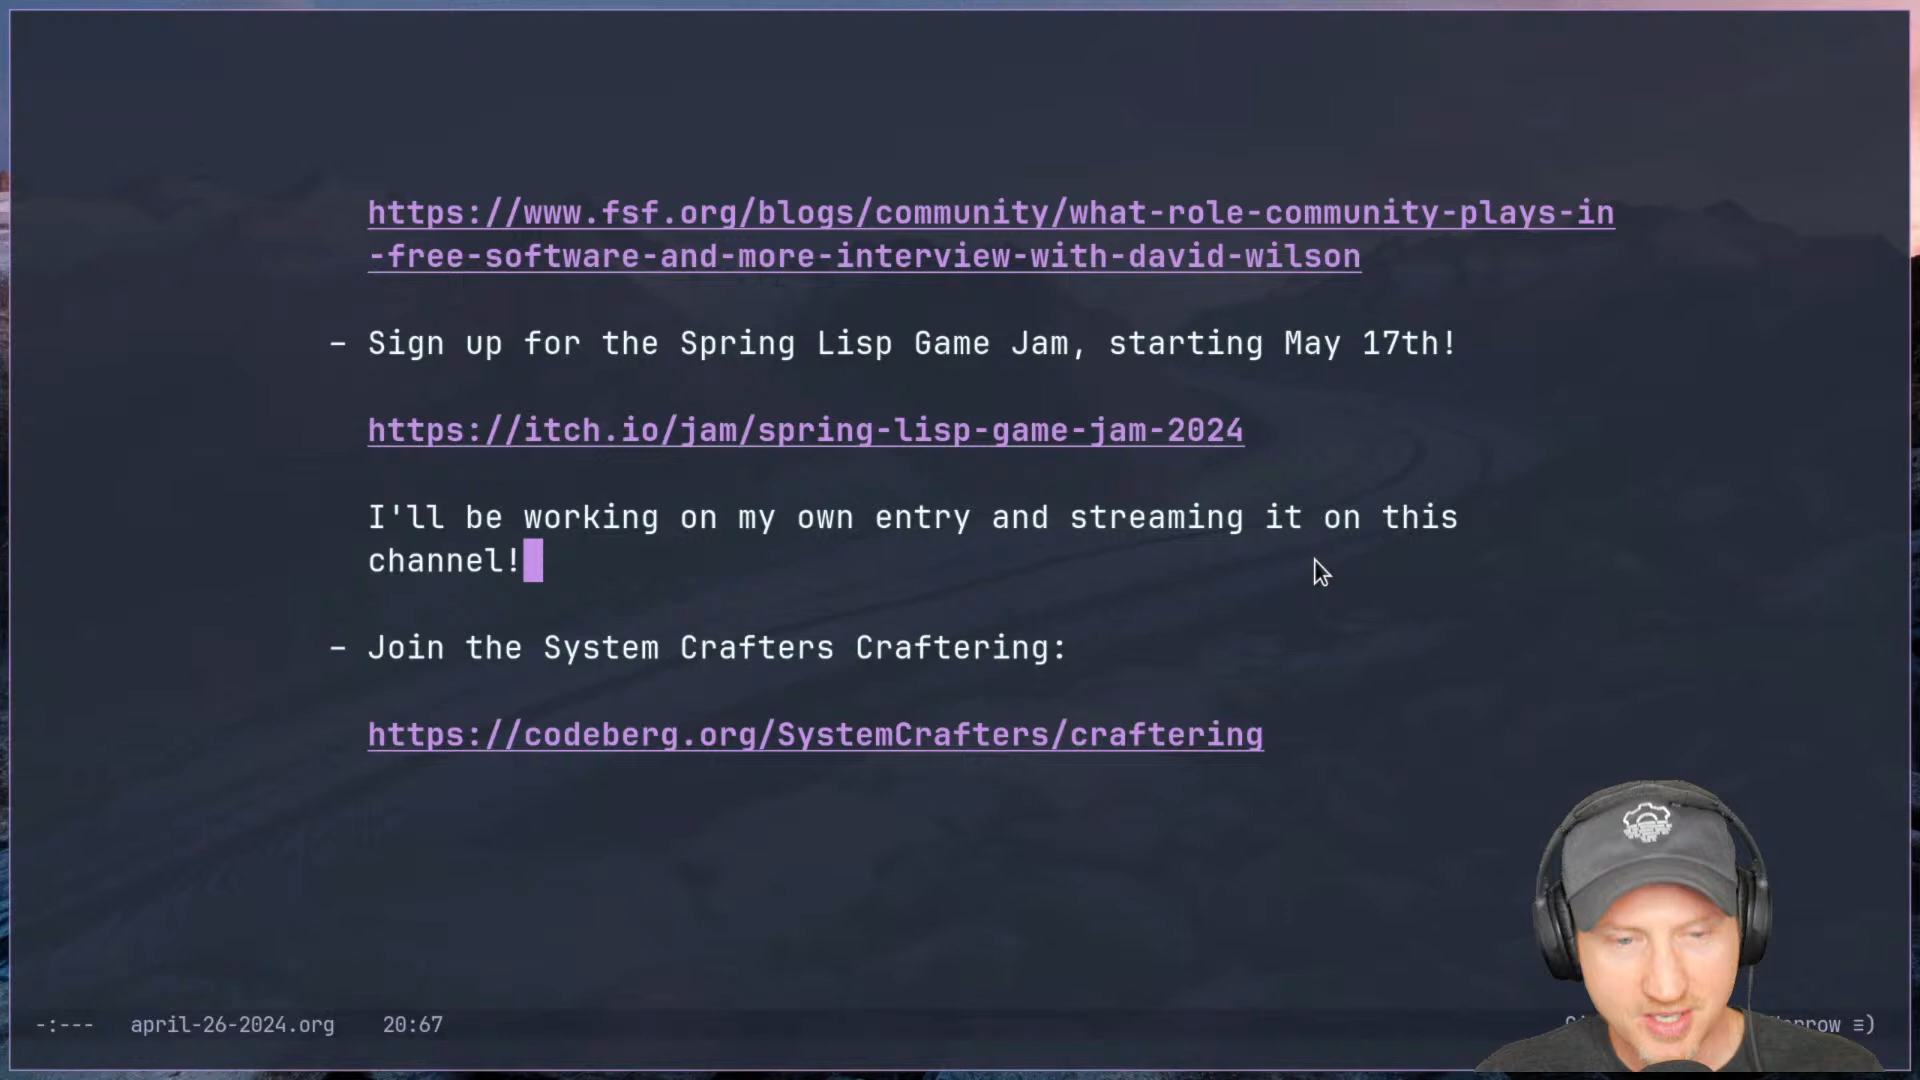 https://www.fsf.org/blogs/community/what-role-community-plays-in
-free-software-and-more-interview-with-david-wilson
- Sign up for the Spring Lisp Game Jam, starting May 17th!
https://itch.io/jam/spring-lisp-game-jam-2024
I'll be working on my own entry and streaming it on this
channel!
- Join the System Crafters Craftering:
https://codeberg.org/SystemCrafters/craftering
-:--- april-26-2024.org 20:67 ≡)